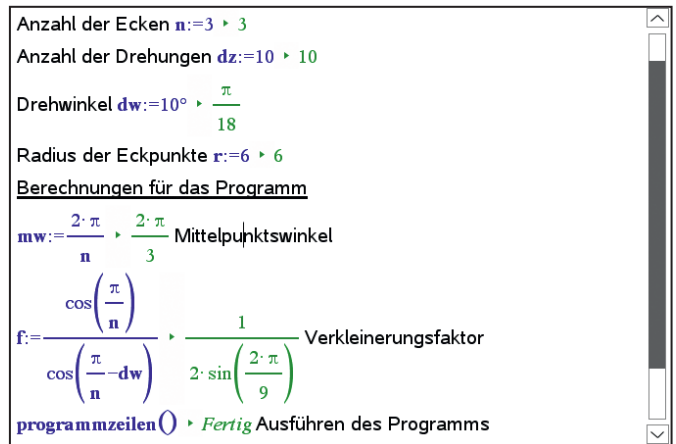 Anzahl der Ecken n:=3 ▸ 3
Anzahl der Drehungen dz:=10 ▸ 10
Drehwinkel dw:=10° ▸ π/18
Radius der Eckpunkte r:=6 ▸ 6
Berechnungen für das Programm
mw:=2·π/n ▸ 2·π/3 Mittelpunktswinkel
f:=cos(π/n)/cos(π/n−dw) ▸ 1/(2·sin(2·π/9)) Verkleinerungsfaktor
programmzeilen() ▸ Fertig Ausführen des Programms